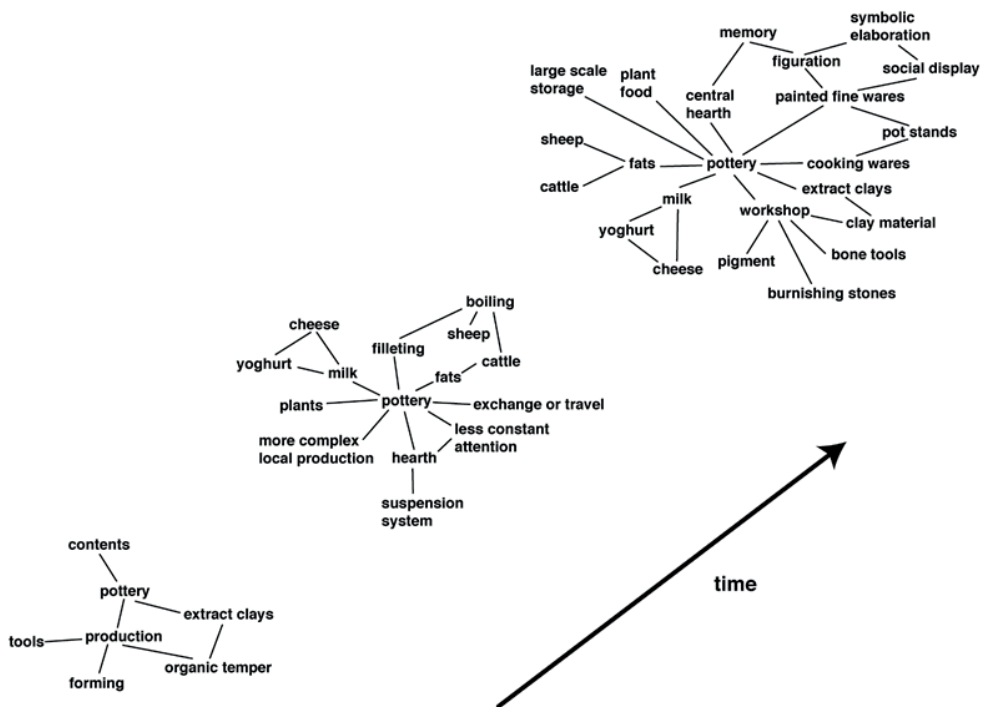 symbolic
elaboration
memory
figuration
social display
large scale
storage
plant
food
central
hearth
painted fine wares
pot stands
sheep
fats
pottery
cooking wares
cattle
extract clays
milk
workshop
clay material
yoghurt
bone tools
pigment
cheese
burnishing stones
boiling
cheese
sheep
filleting
yoghurt
milk
cattle
fats
plants
pottery
exchange or travel
less constant
attention
more complex
local production
hearth
suspension
system
contents
pottery
extract clays
tools
production
organic temper
forming
time